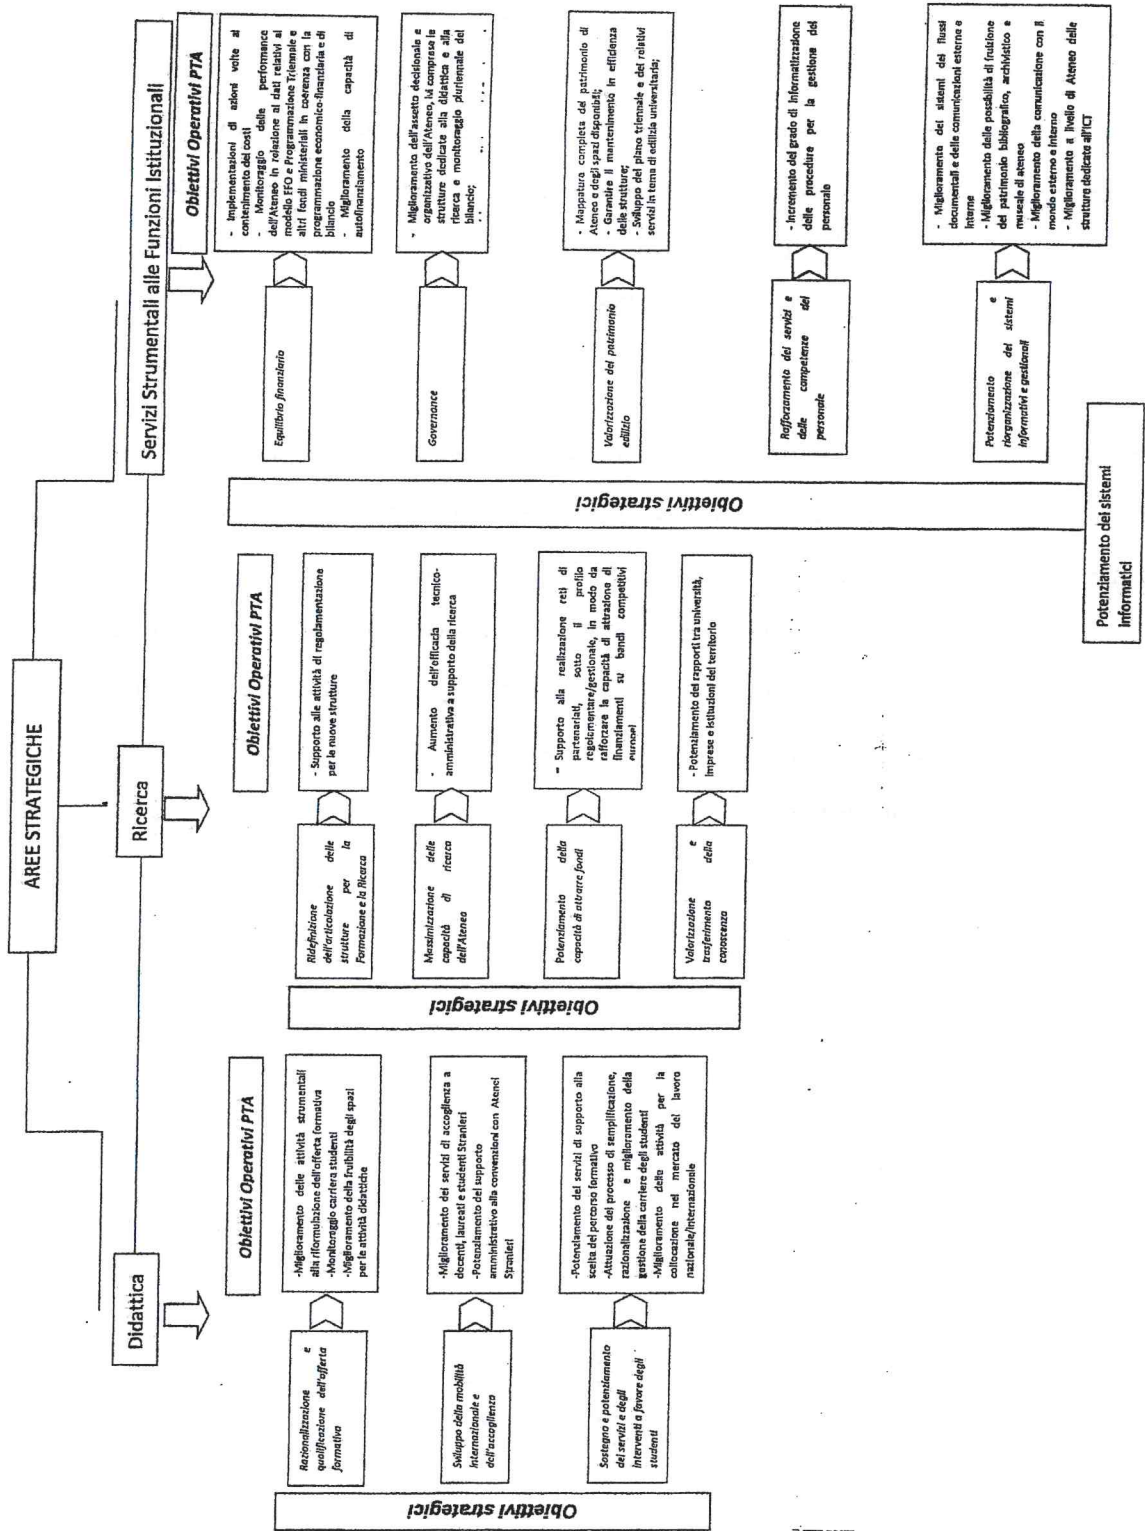 AREE STRATEGICHE
Didattica
Ricerca
Servizi Strumentali alle Funzioni Istituzionali
Obiettivi Operativi PTA
Obiettivi strategici
Razionalizzazione e
qualificazione dell'offerta
formativa
-Miglioramento delle attività strumentali
alla riformulazione dell'offerta formativa
-Monitoraggio carriera studenti
-Miglioramento della fruibilità degli spazi
per le attività didattiche
Sviluppo della mobilità
internazionale e
dell'accoglienza
-Miglioramento dei servizi di accoglienza a
docenti, laureati e studenti Stranieri
-Potenziamento del supporto
amministrativo alla convenzioni con Atenei
Stranieri
Sostegno e potenziamento
dei servizi e degli
interventi a favore degli
studenti
-Potenziamento dei servizi di supporto alla
scelta del percorso formativo
-Attuazione del processo di semplificazione,
razionalizzazione e miglioramento della
gestione della carriere degli studenti
-Miglioramento delle attività per la
collocazione nel mercato del lavoro
nazionale/internazionale
Obiettivi Operativi PTA
Obiettivi strategici
Ridefinizione
dell'articolazione delle
strutture per la
Formazione e la Ricerca
- Supporto alle attività di regolamentazione
per le nuove strutture
Massimizzazione delle
capacità di ricerca
dell'Ateneo
- Aumento dell'efficacia tecnico-
amministrativa a supporto della ricerca
Potenziamento della
capacità di attrarre fondi
- Supporto alla realizzazione reti di
partenariati, sotto il profilo
regolamentare/gestionale, in modo da
rafforzare la capacità di attrazione di
finanziamenti su bandi competitivi
europei
Valorizzazione e
trasferimento della
conoscenza
- Potenziamento dei rapporti tra università,
imprese e istituzioni del territorio
Obiettivi Operativi PTA
Obiettivi strategici
Equilibrio finanziario
- Implementazioni di azioni volte al
contenimento dei costi
- Monitoraggio delle performance
dell'Ateneo in relazione ai dati relativi al
modello FFO e Programmazione Triennale e
altri fondi ministeriali in coerenza con la
programmazione economico-finanziaria e di
bilancio
- Miglioramento della capacità di
autofinanziamento
Governance
- Miglioramento dell'assetto decisionale e
organizzativo dell'Ateneo, ivi comprese le
strutture dedicate alla didattica e alla
ricerca e monitoraggio pluriennale del
bilancio;
Valorizzazione del patrimonio
edilizio
- Mappatura completa del patrimonio di
Ateneo e degli spazi disponibili;
- Garantire il mantenimento in efficienza
delle strutture;
- Sviluppo del piano triennale e dei relativi
servizi in tema di edilizia universitaria;
Rafforzamento dei servizi e
delle competenze del
personale
- Incremento del grado di informatizzazione
delle procedure per la gestione del
personale
Potenziamento e
riorganizzazione dei sistemi
informativi e gestionali
- Miglioramento dei sistemi dei flussi
documentali e delle comunicazioni esterne e
interne
- Miglioramento delle possibilità di fruizione
del patrimonio bibliografico, archivistico e
museale di ateneo
- Miglioramento della comunicazione con il
mondo esterno e interno
- Miglioramento a livello di Ateneo delle
strutture dedicate all'ICT
Potenziamento dei sistemi
informatici